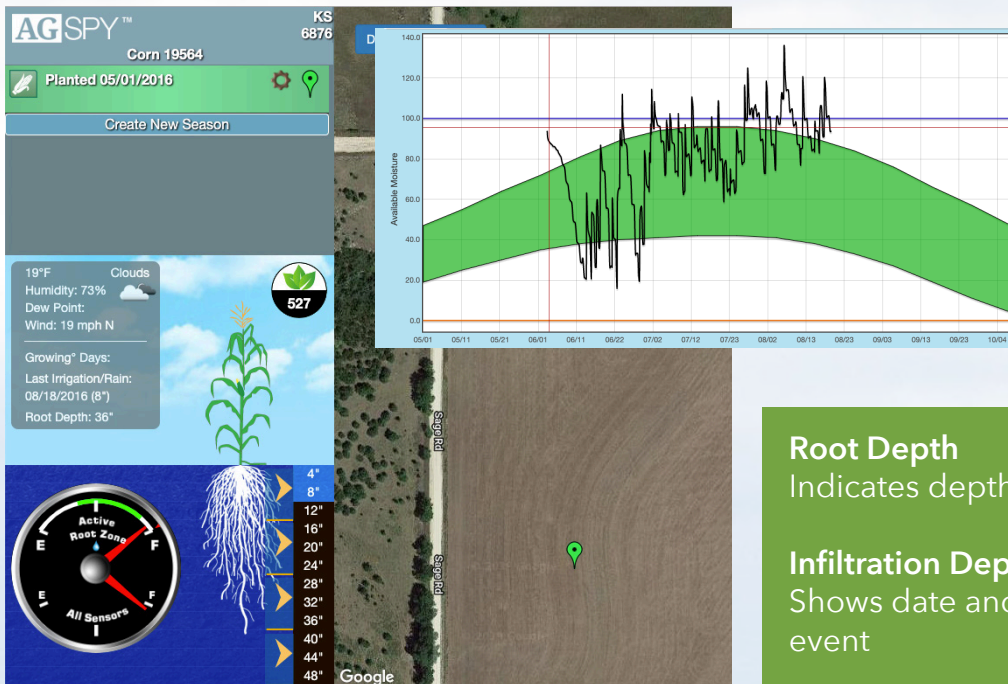 AGSPY™
KS
6876
Corn 19564
Planted 05/01/2016
Create New Season
19°F Clouds
Humidity: 73%
Dew Point:
Wind: 19 mph N
Growing° Days:
Last Irrigation/Rain:
08/18/2016 (8")
Root Depth: 36"
527
Active
Root Zone
E F
E F
All Sensors
4"
8"
12"
16"
20"
24"
28"
32"
36"
40"
44"
48"
D
140.0
120.0
100.0
80.0
60.0
40.0
20.0
0.0
Available Moisture
05/01 05/11 05/21 06/01 06/11 06/22 07/02 07/12 07/23 08/02 08/13 08/23 09/03 09/13 09/23 10/04
Sage Rd
Sage Rd
Google
Root Depth
Indicates depth
Infiltration Dep
Shows date and
event